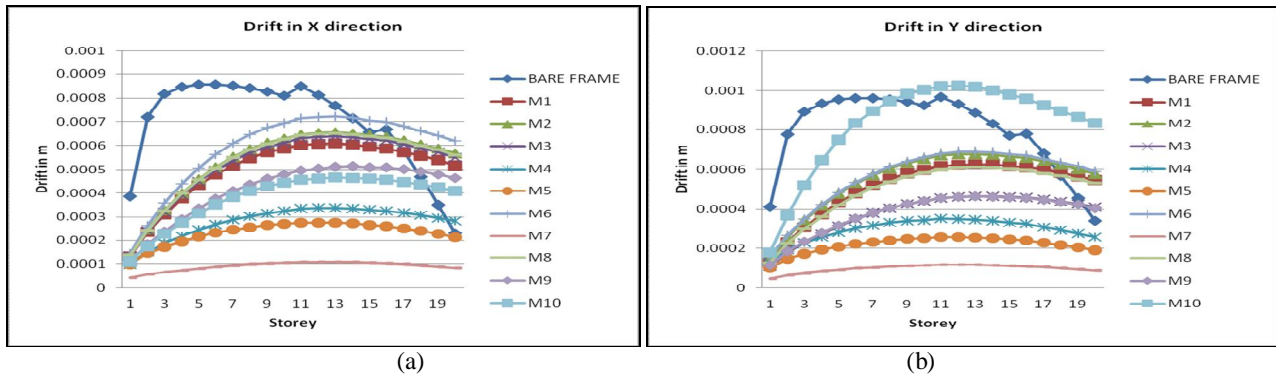 Drift in X direction
0.001
0.0009
0.0008
0.0007
0.0006
0.0005
0.0004
0.0003
0.0002
0.0001
0
Drift in m
1 3 5 7 9 11 13 15 17 19
Storey
BARE FRAME
M1
M2
M3
M4
M5
M6
M7
M8
M9
M10
(a)
Drift in Y direction
0.0012
0.001
0.0008
0.0006
0.0004
0.0002
0
Drift in m
1 3 5 7 9 11 13 15 17 19
Storey
BARE FRAME
M1
M2
M3
M4
M5
M6
M7
M8
M9
M10
(b)